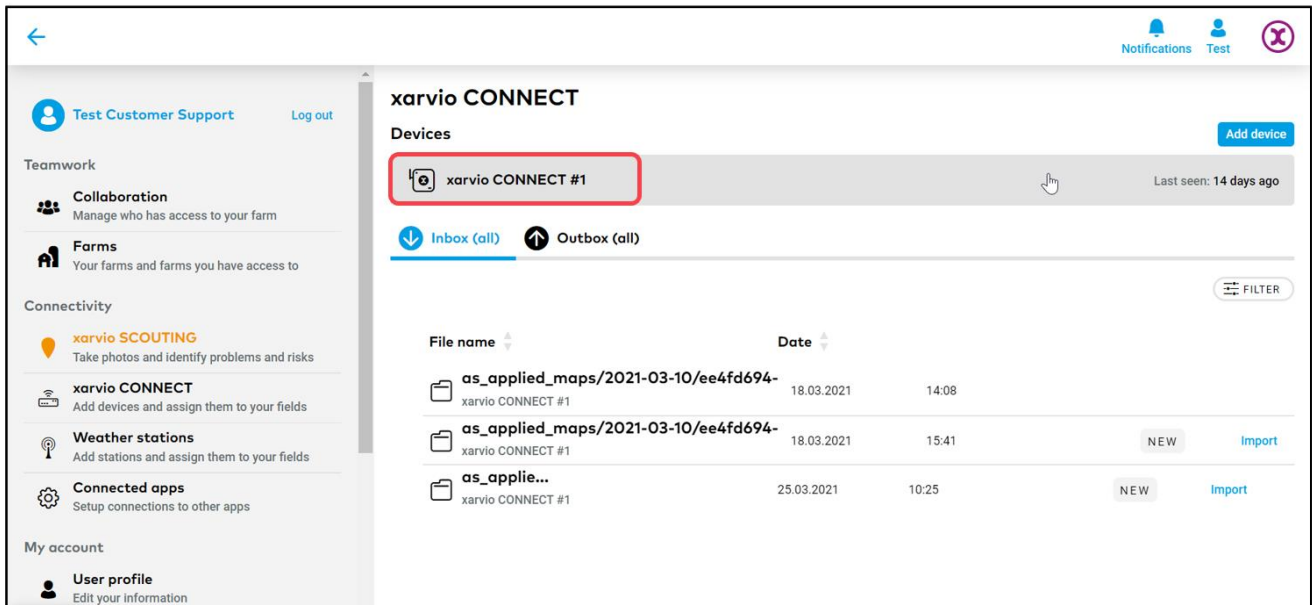 Notifications Test
Test Customer Support Log out
Teamwork
Collaboration
Manage who has access to your farm
Farms
Your farms and farms you have access to
Connectivity
xarvio SCOUTING
Take photos and identify problems and risks
xarvio CONNECT
Add devices and assign them to your fields
Weather stations
Add stations and assign them to your fields
Connected apps
Setup connections to other apps
My account
User profile
Edit your information
xarvio CONNECT
Devices Add device
xarvio CONNECT #1 Last seen: 14 days ago
Inbox (all) Outbox (all)
FILTER
File name Date
as_applied_maps/2021-03-10/ee4fd694- 18.03.2021 14:08
xarvio CONNECT #1
as_applied_maps/2021-03-10/ee4fd694- 18.03.2021 15:41 NEW Import
xarvio CONNECT #1
as_applie... 25.03.2021 10:25 NEW Import
xarvio CONNECT #1